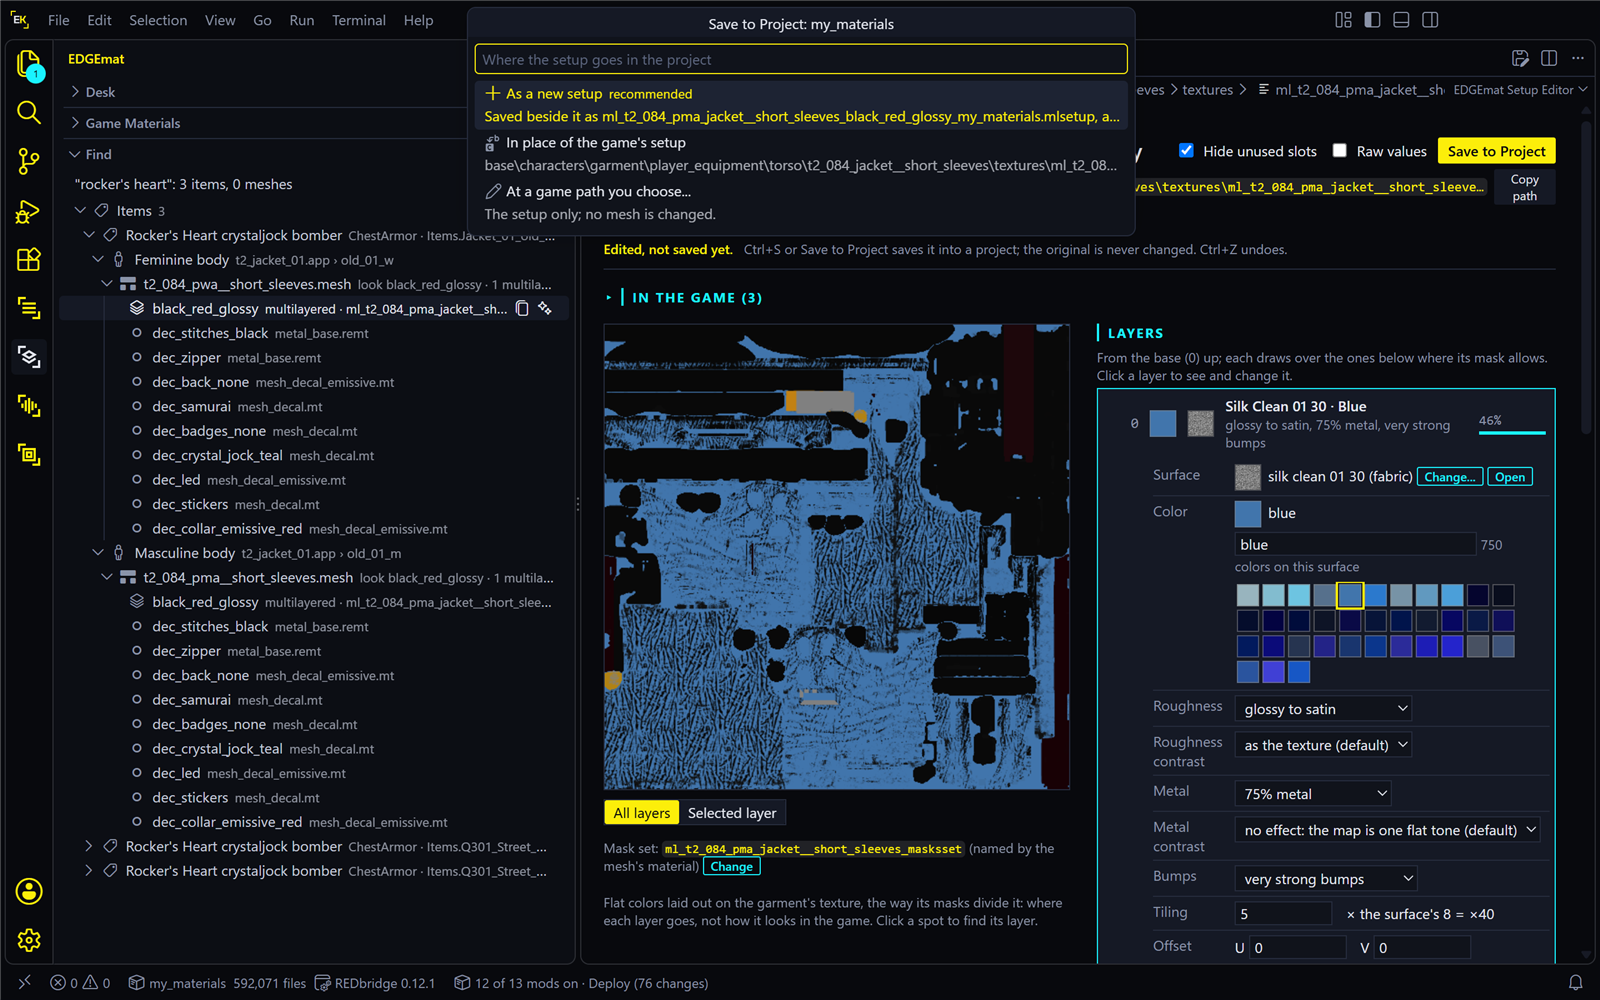 EK
File Edit Selection View Go Run Terminal Help
Save to Project: my_materials
Where the setup goes in the project
As a new setup recommended
Saved beside it as ml_t2_084_pma_jacket__short_sleeves_black_red_glossy_my_materials.mlsetup, a...
In place of the game's setup
base\characters\garment\player_equipment\torso\t2_084_jacket__short_sleeves\textures\ml_t2_08...
At a game path you choose...
The setup only; no mesh is changed.
1
EDGEmat
Desk
Game Materials
Find
"rocker's heart": 3 items, 0 meshes
Items 3
Rocker's Heart crystaljock bomber ChestArmor · Items.Jacket_01_old_...
Feminine body t2_jacket_01.app › old_01_w
t2_084_pwa__short_sleeves.mesh look black_red_glossy · 1 multila...
black_red_glossy multilayered · ml_t2_084_pma_jacket__sh...
dec_stitches_black metal_base.remt
dec_zipper metal_base.remt
dec_back_none mesh_decal_emissive.mt
dec_samurai mesh_decal.mt
dec_badges_none mesh_decal.mt
dec_crystal_jock_teal mesh_decal.mt
dec_led mesh_decal_emissive.mt
dec_stickers mesh_decal.mt
dec_collar_emissive_red mesh_decal_emissive.mt
Masculine body t2_jacket_01.app › old_01_m
t2_084_pma__short_sleeves.mesh look black_red_glossy · 1 multila...
black_red_glossy multilayered · ml_t2_084_pma_jacket__short_slee...
dec_stitches_black metal_base.remt
dec_zipper metal_base.remt
dec_back_none mesh_decal_emissive.mt
dec_samurai mesh_decal.mt
dec_badges_none mesh_decal.mt
dec_crystal_jock_teal mesh_decal.mt
dec_led mesh_decal_emissive.mt
dec_stickers mesh_decal.mt
dec_collar_emissive_red mesh_decal_emissive.mt
Rocker's Heart crystaljock bomber ChestArmor · Items.Q301_Street_...
Rocker's Heart crystaljock bomber ChestArmor · Items.Q301_Street_...
eves › textures › ml_t2_084_pma_jacket__sh EDGEmat Setup Editor
y Hide unused slots Raw values Save to Project
ves\textures\ml_t2_084_pma_jacket__short_sleeve… Copy path
Edited, not saved yet. Ctrl+S or Save to Project saves it into a project; the original is never changed. Ctrl+Z undoes.
IN THE GAME (3)
All layers Selected layer
Mask set: ml_t2_084_pma_jacket__short_sleeves_masksset (named by the
mesh's material) Change
Flat colors laid out on the garment's texture, the way its masks divide it: where
each layer goes, not how it looks in the game. Click a spot to find its layer.
LAYERS
From the base (0) up; each draws over the ones below where its mask allows.
Click a layer to see and change it.
0 Silk Clean 01 30 · Blue
glossy to satin, 75% metal, very strong
bumps
46%
Surface silk clean 01 30 (fabric) Change... Open
Color blue
blue 750
colors on this surface
Roughness glossy to satin
Roughness contrast as the texture (default)
Metal 75% metal
Metal contrast no effect: the map is one flat tone (default)
Bumps very strong bumps
Tiling 5 × the surface's 8 = ×40
Offset U 0 V 0
0 0 my_materials 592,071 files REDbridge 0.12.1 12 of 13 mods on · Deploy (76 changes)